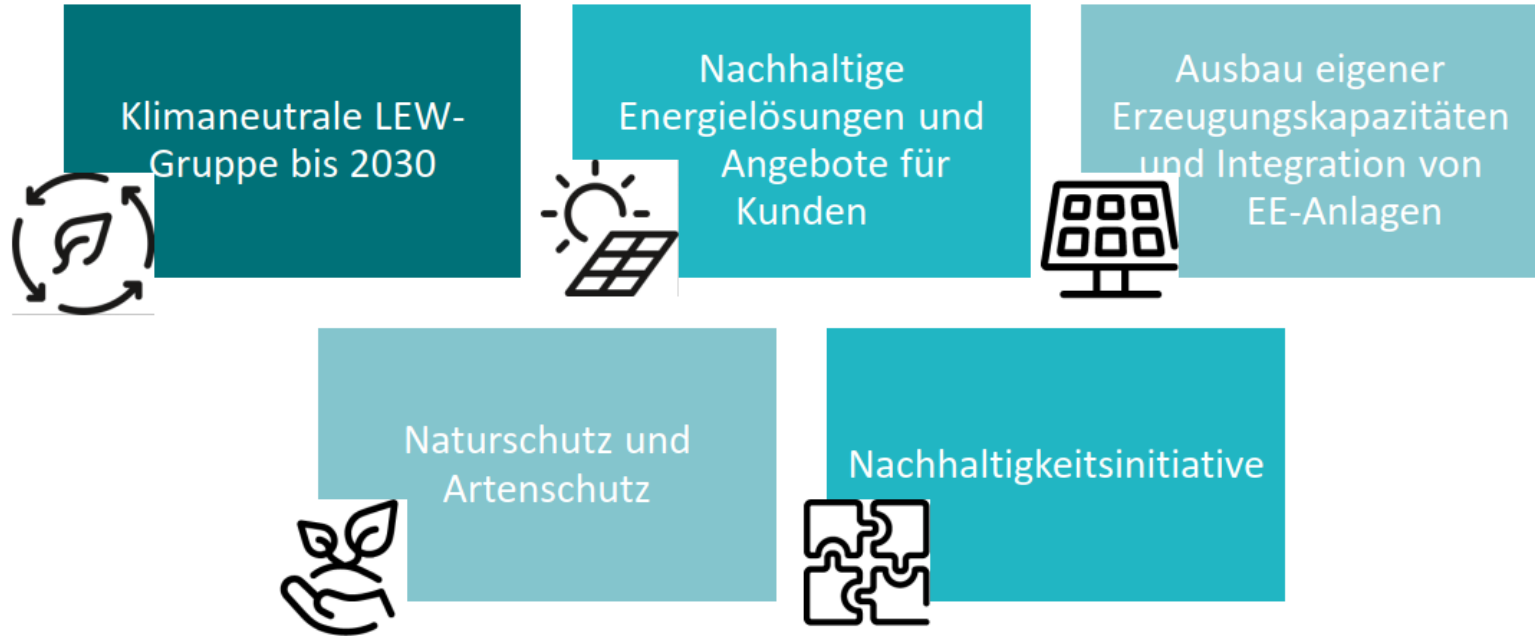 Klimaneutrale LEW-
Gruppe bis 2030
Nachhaltige
Energielösungen und
Angebote für
Kunden
Ausbau eigener
Erzeugungskapazitäten
und Integration von
EE-Anlagen
Naturschutz und
Artenschutz
Nachhaltigkeitsinitiative